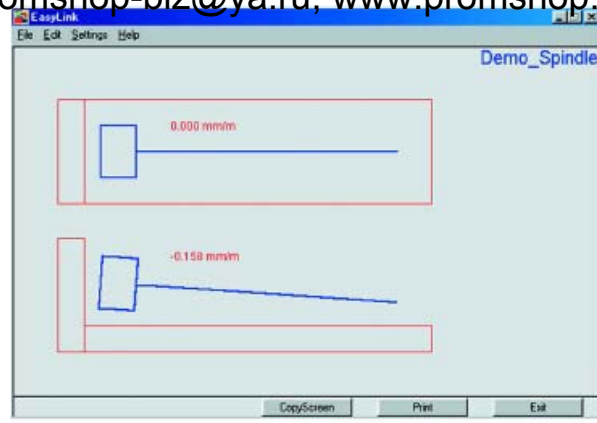 omshop-biz@ya.ru, www.promshop.
EasyLink
File Edit Settings Help
Demo_Spindle
0.000 mm/m
-0.158 mm/m
CopyScreen Print Exit